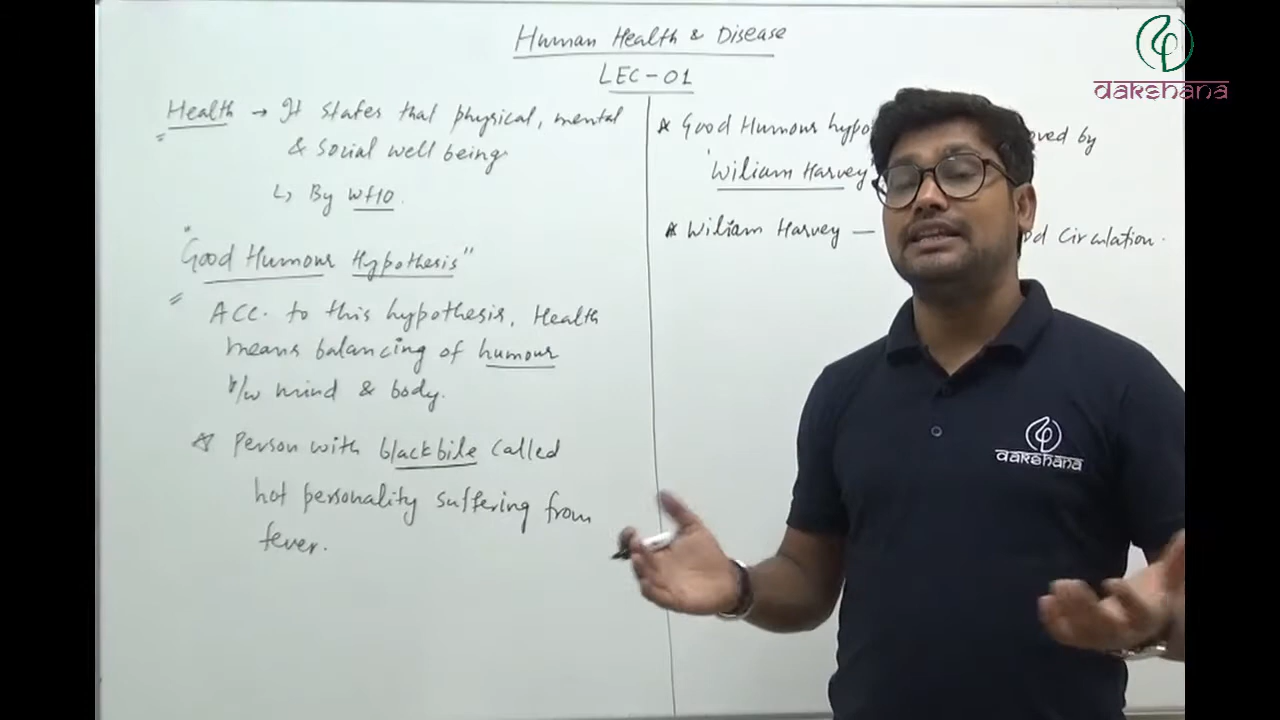 Human Health & Disease
LEC-01
Health → It states that physical, mental
& social well being
↳ By WHO.
"Good Humour Hypothesis"
Acc. to this hypothesis, Health
means balancing of humour
b/w mind & body.
☆ Person with blackbile called
hot personality suffering from
fever.
* Good Humour by
"Wiliam Harvey
* Wiliam Harvey — Circulation.
dakshana
dakshana